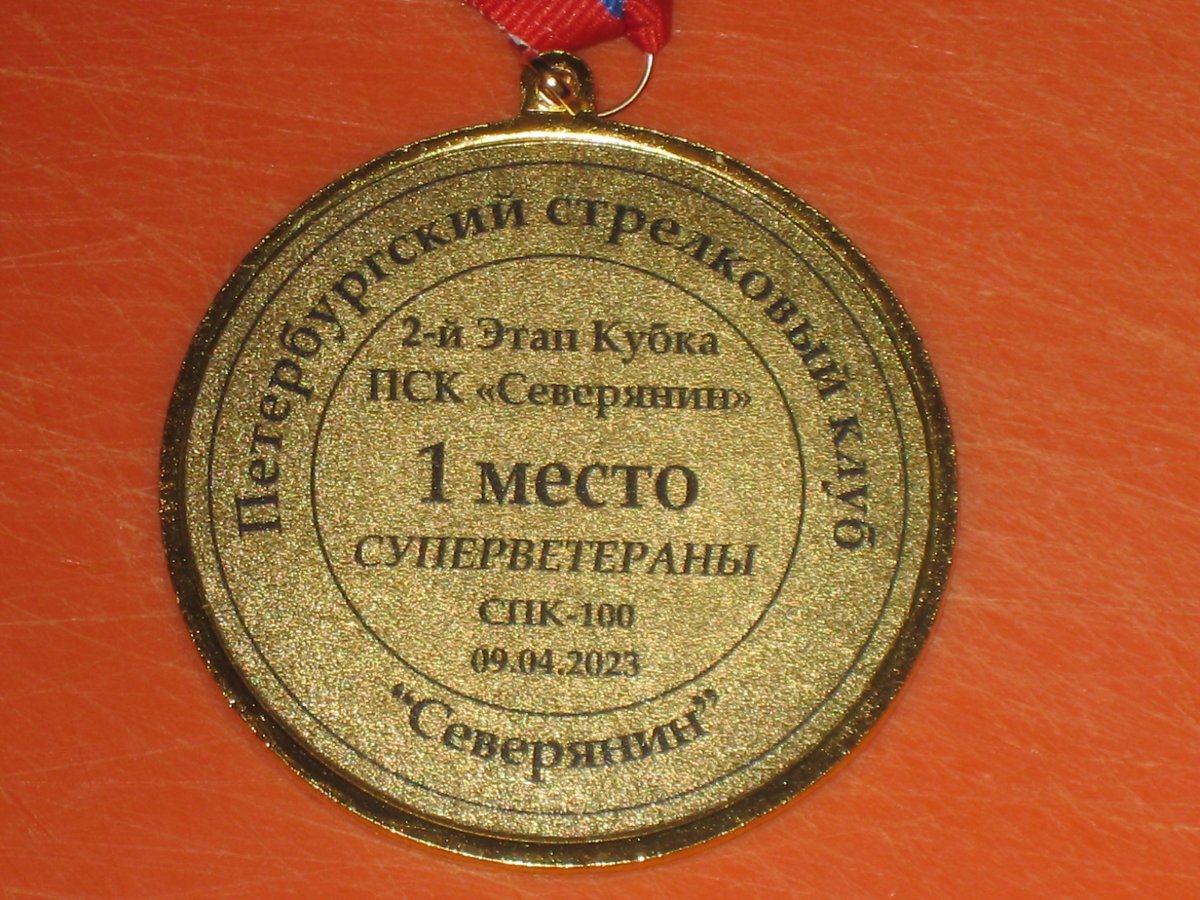 Петербургский стрелковый клуб
2-й Этап Кубка
ПСК «Северянин»
1 место
СУПЕРВЕТЕРАНЫ
СПК-100
09.04.2023
“Северянин”